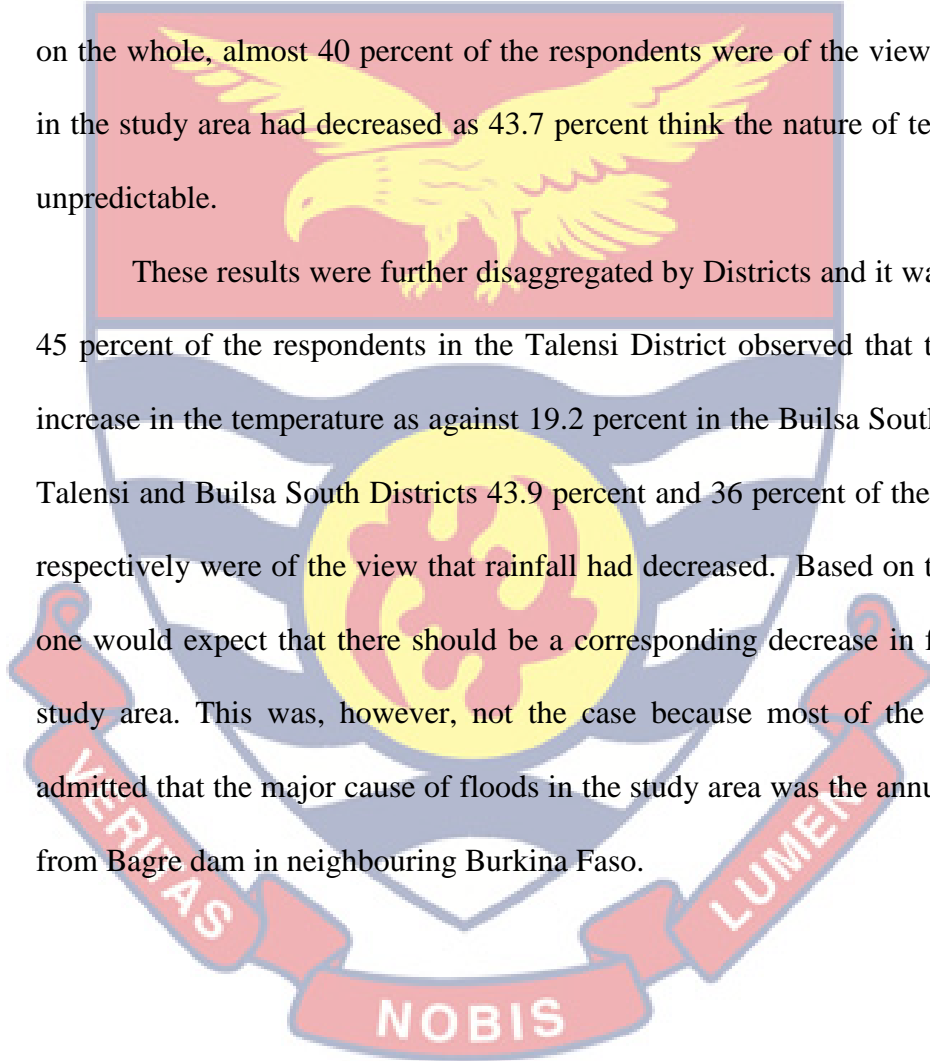 on the whole, almost 40 percent of the respondents were of the view
in the study area had decreased as 43.7 percent think the nature of te
unpredictable.
These results were further disaggregated by Districts and it wa
45 percent of the respondents in the Talensi District observed that t
increase in the temperature as against 19.2 percent in the Builsa South
Talensi and Builsa South Districts 43.9 percent and 36 percent of the
respectively were of the view that rainfall had decreased. Based on t
one would expect that there should be a corresponding decrease in f
study area. This was, however, not the case because most of the
admitted that the major cause of floods in the study area was the annu
from Bagre dam in neighbouring Burkina Faso.
VERITAS
NOBIS
LUMEN